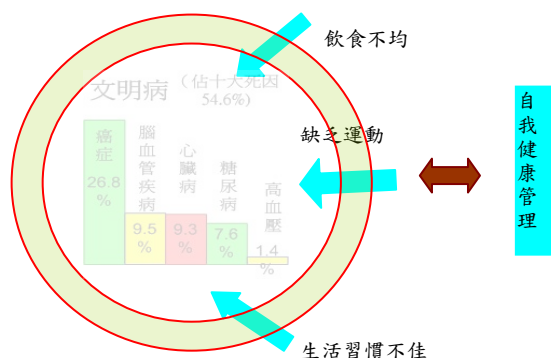 飲食不均
文明病
(佔十大死因
54.6%)
缺乏運動
自我健康管理
癌症
26.8
%
腦血管疾病
9.5
%
心臟病
9.3
%
糖尿病
7.6
%
高血壓
1.4
%
生活習慣不佳